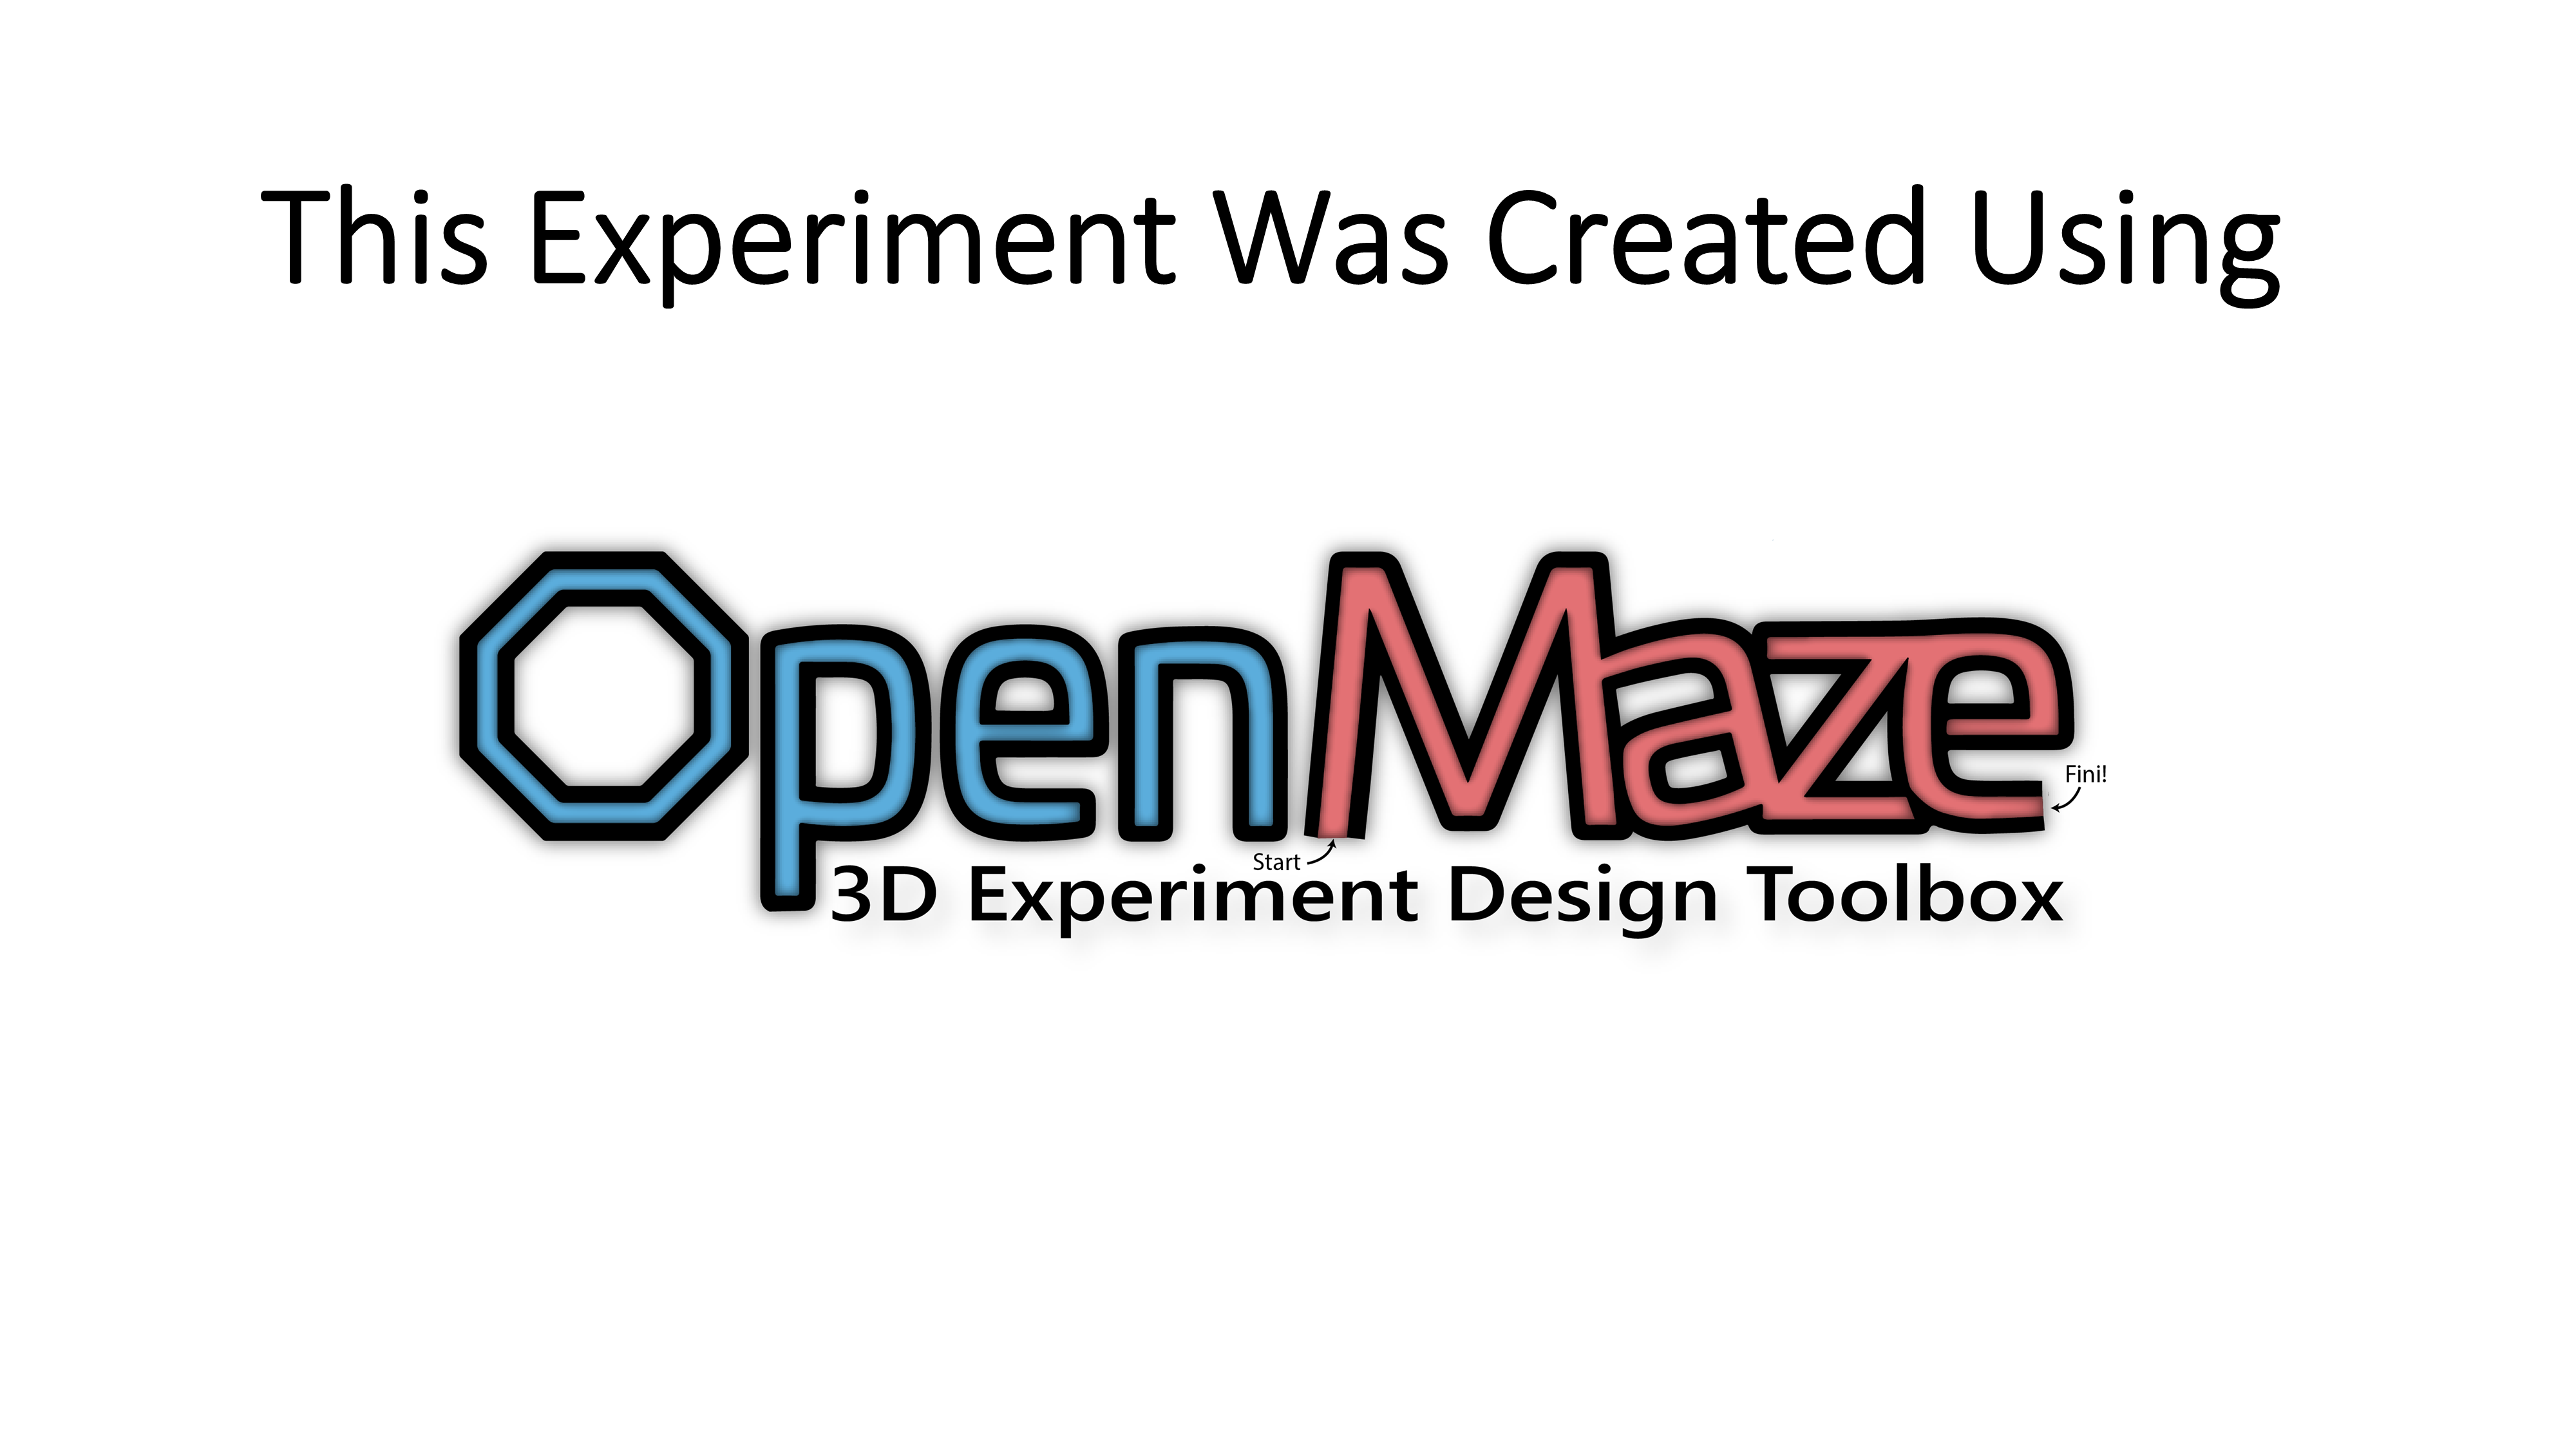 This Experiment Was Created Using
OpenMaze
Fini!
Start
3D Experiment Design Toolbox